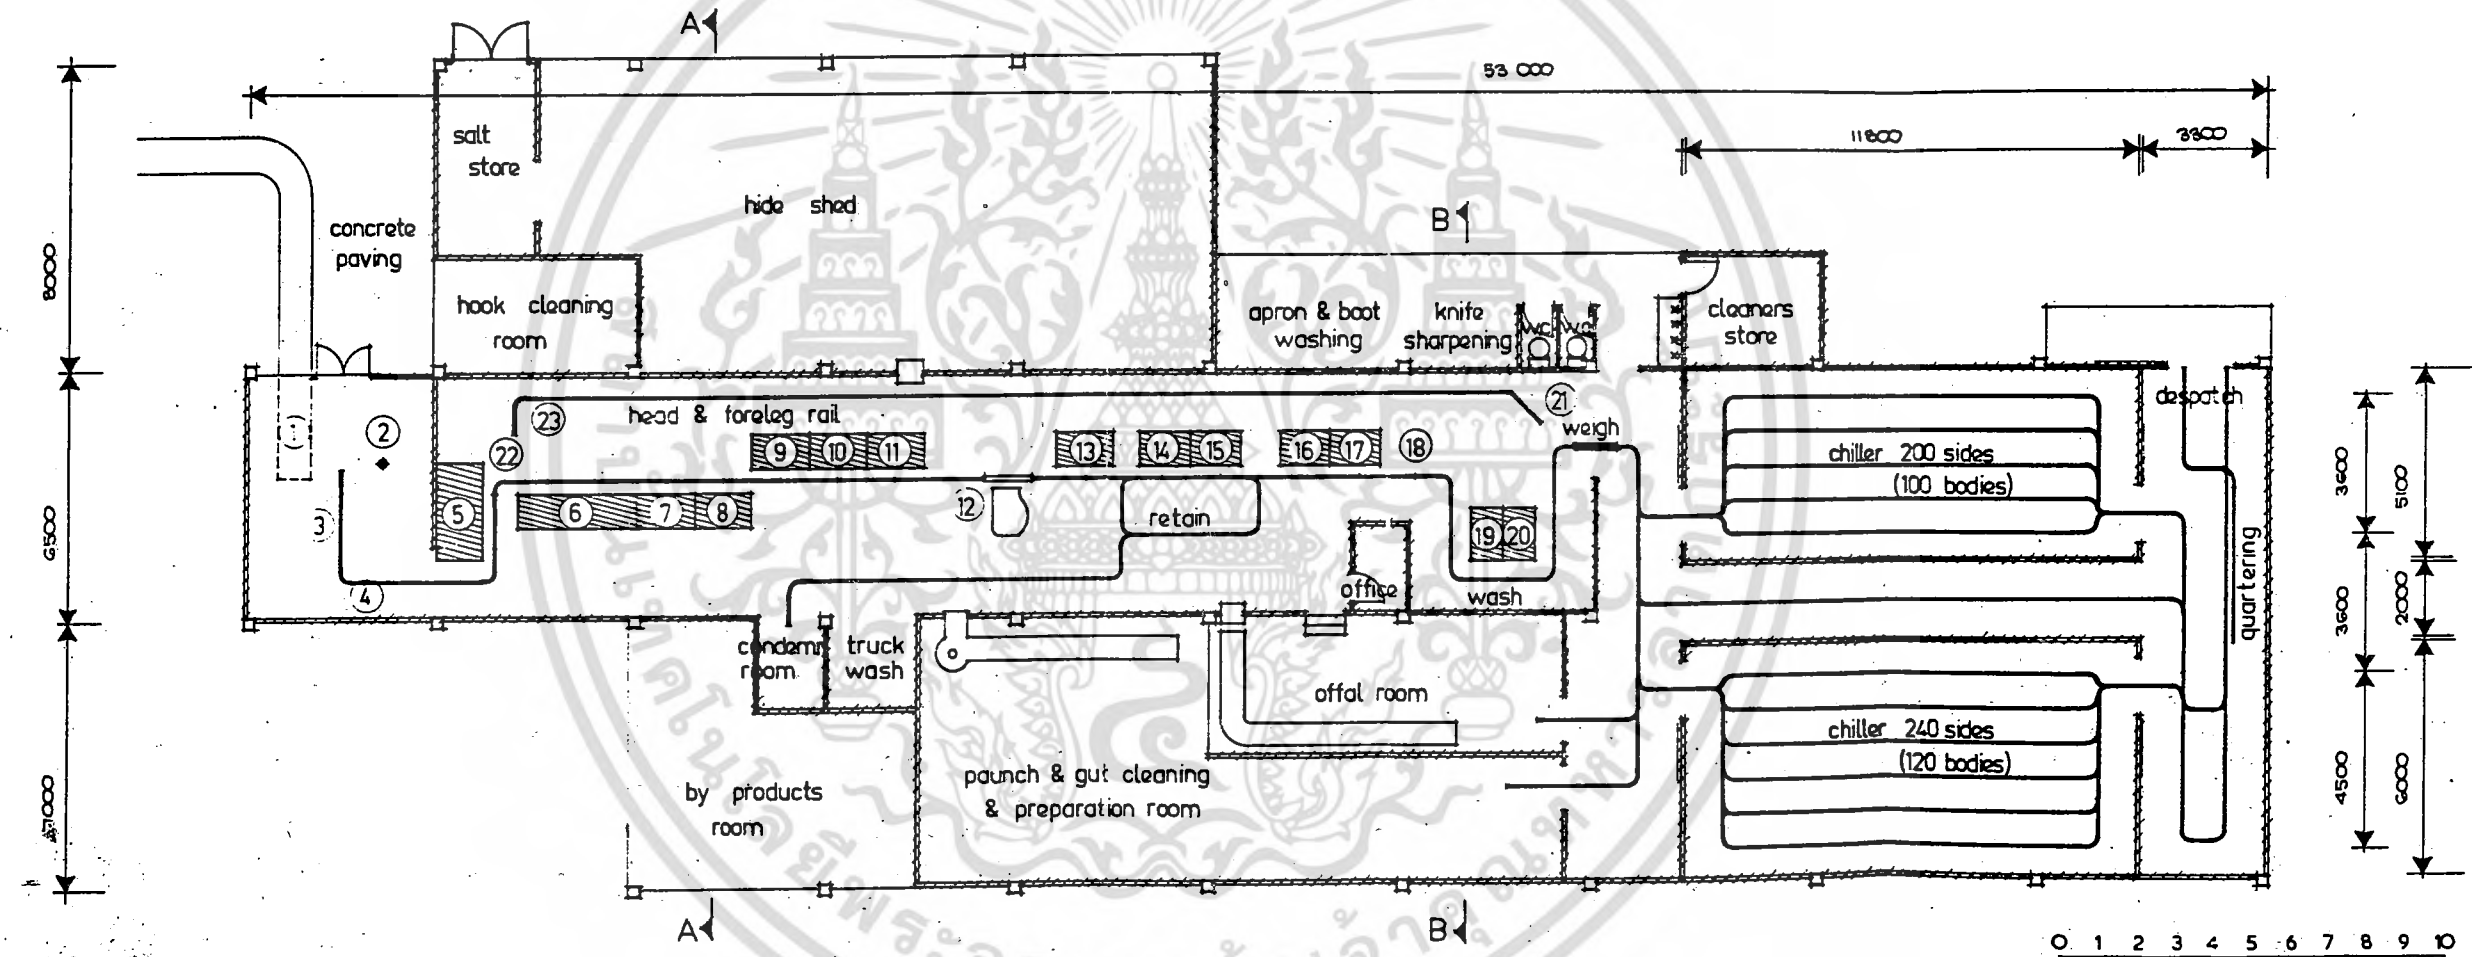 A
53 000
11800
3300
salt
store
hide shed
8000
concrete
paving
B
hook cleaning
room
apron & boot
washing
knife
sharpening
wc
cleaners
store
despatch
1
2
3
4
5
6
7
8
9
10
11
12
13
14
15
16
17
18
19
20
21
22
23
head & foreleg rail
weigh
chiller 200 sides
(100 bodies)
3600
5100
6500
retain
office
wash
quartering
3600
2000
condemn
room
truck
wash
offal room
chiller 240 sides
(120 bodies)
4500
6000
by products
room
paunch & gut cleaning
& preparation room
A
B
0 1 2 3 4 5 6 7 8 9 10